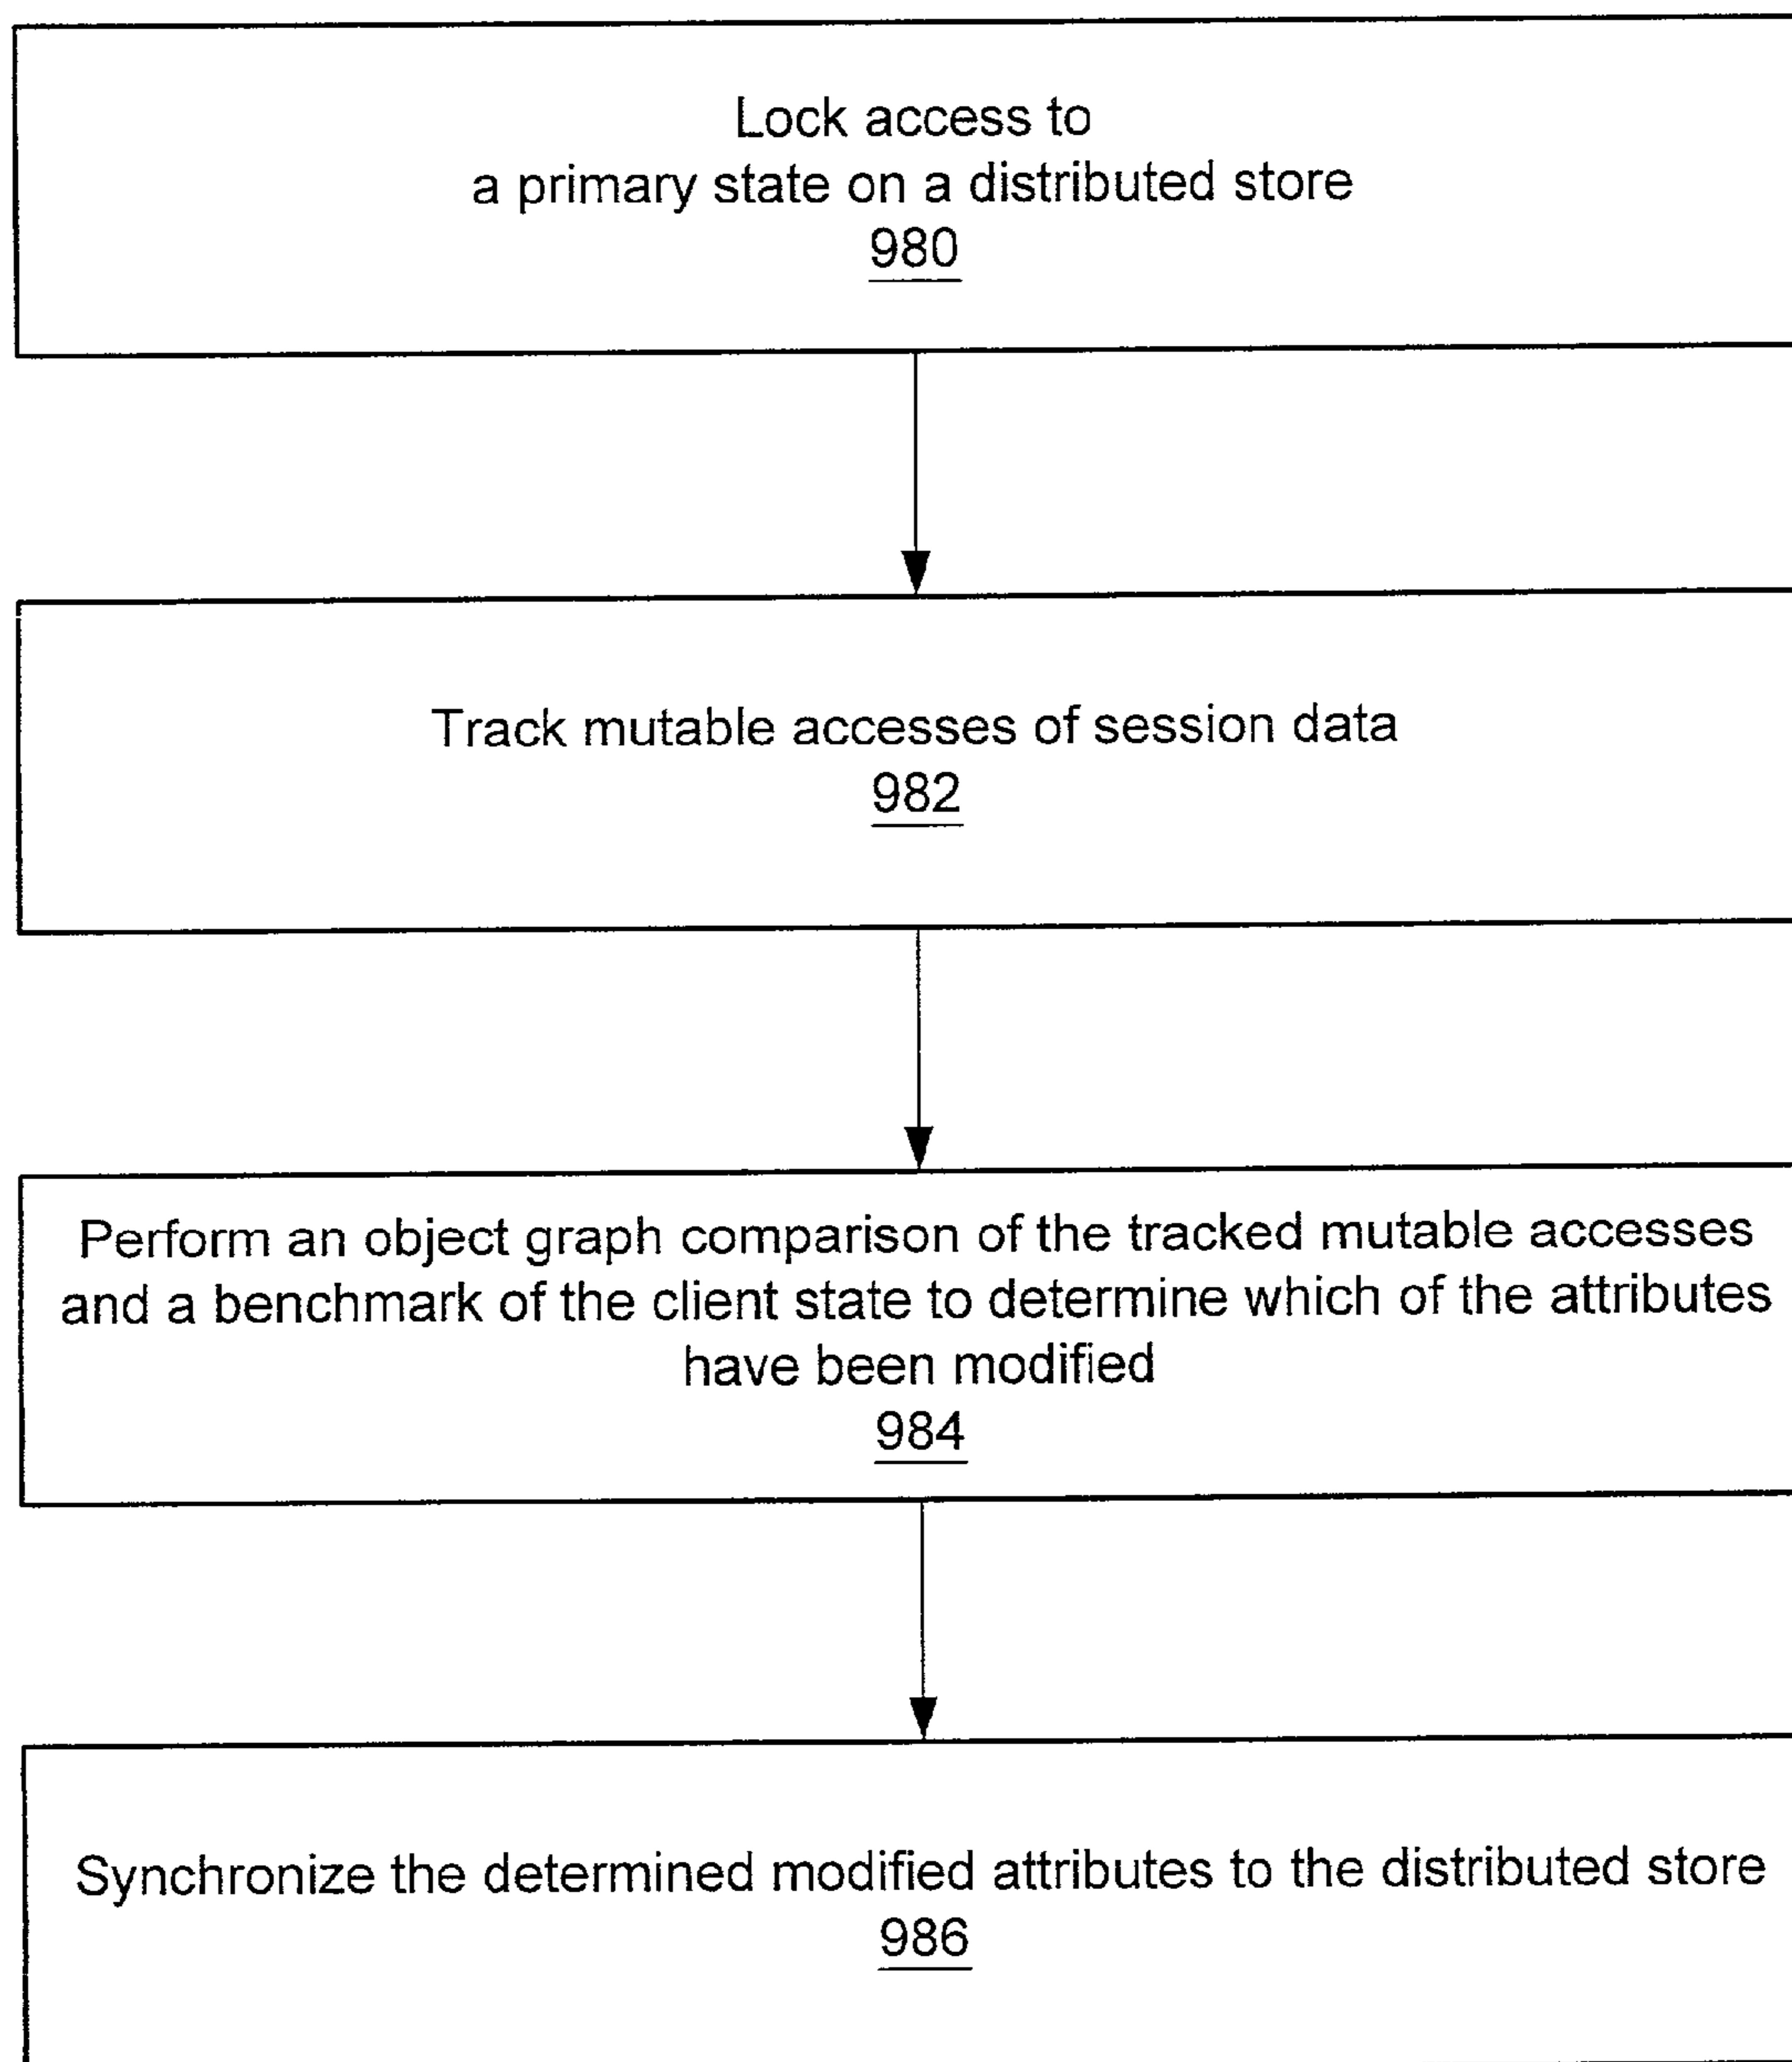 Lock access to
a primary state on a distributed store
980
Track mutable accesses of session data
982
Perform an object graph comparison of the tracked mutable accesses
and a benchmark of the client state to determine which of the attributes
have been modified
984
Synchronize the determined modified attributes to the distributed store
986